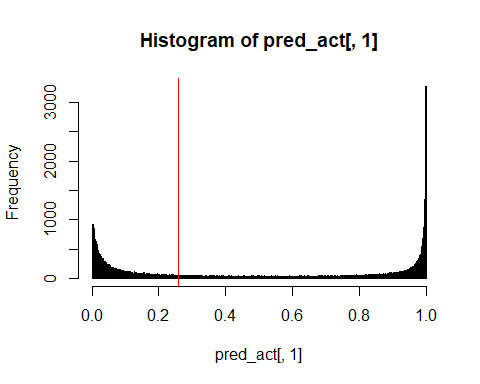 Histogram of pred_act[, 1]
Frequency
3000
2000
1000
0
0.0 0.2 0.4 0.6 0.8 1.0
pred_act[, 1]